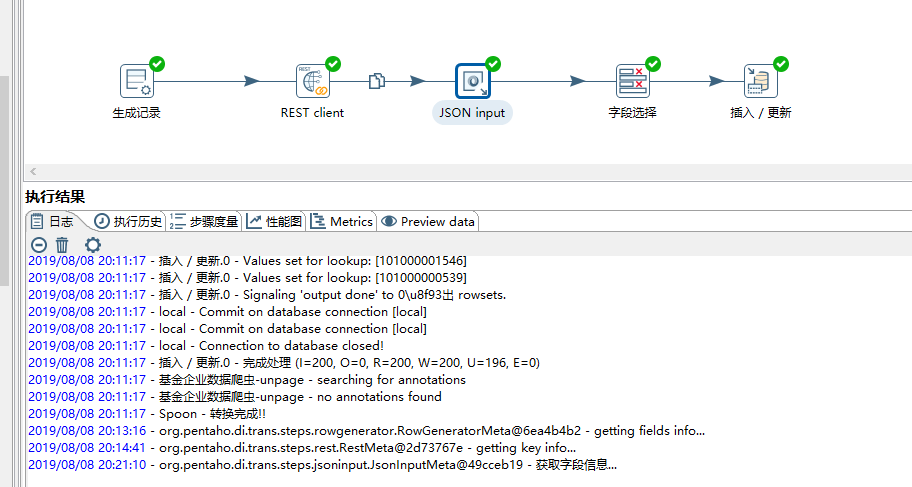 REST
生成记录
REST client
JSON input
字段选择
插入 / 更新
执行结果
日志
执行历史
步骤度量
性能图
Metrics
Preview data
2019/08/08 20:11:17 - 插入 / 更新.0 - Values set for lookup: [101000001546]
2019/08/08 20:11:17 - 插入 / 更新.0 - Values set for lookup: [101000000539]
2019/08/08 20:11:17 - 插入 / 更新.0 - Signaling 'output done' to 0\u8f93出 rowsets.
2019/08/08 20:11:17 - local - Commit on database connection [local]
2019/08/08 20:11:17 - local - Commit on database connection [local]
2019/08/08 20:11:17 - local - Connection to database closed!
2019/08/08 20:11:17 - 插入 / 更新.0 - 完成处理 (I=200, O=0, R=200, W=200, U=196, E=0)
2019/08/08 20:11:17 - 基金企业数据爬虫-unpage - searching for annotations
2019/08/08 20:11:17 - 基金企业数据爬虫-unpage - no annotations found
2019/08/08 20:11:17 - Spoon - 转换完成!!
2019/08/08 20:13:16 - org.pentaho.di.trans.steps.rowgenerator.RowGeneratorMeta@6ea4b4b2 - getting fields info...
2019/08/08 20:14:41 - org.pentaho.di.trans.steps.rest.RestMeta@2d73767e - getting key info...
2019/08/08 20:21:10 - org.pentaho.di.trans.steps.jsoninput.JsonInputMeta@49cceb19 - 获取字段信息...